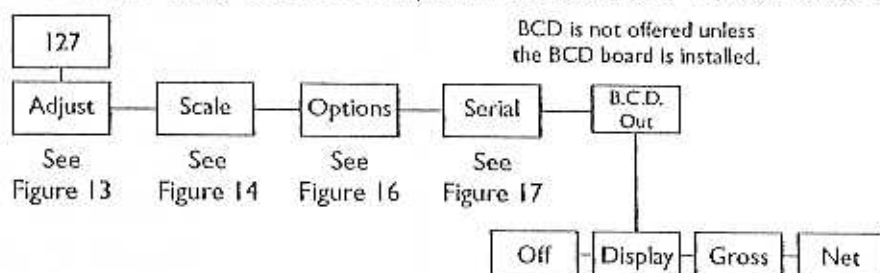 BCD is not offered unless
the BCD board is installed.
127
Adjust
Scale
Options
Serial
B.C.D.
Out
See
Figure 13
See
Figure 14
See
Figure 16
See
Figure 17
Off
Display
Gross
Net